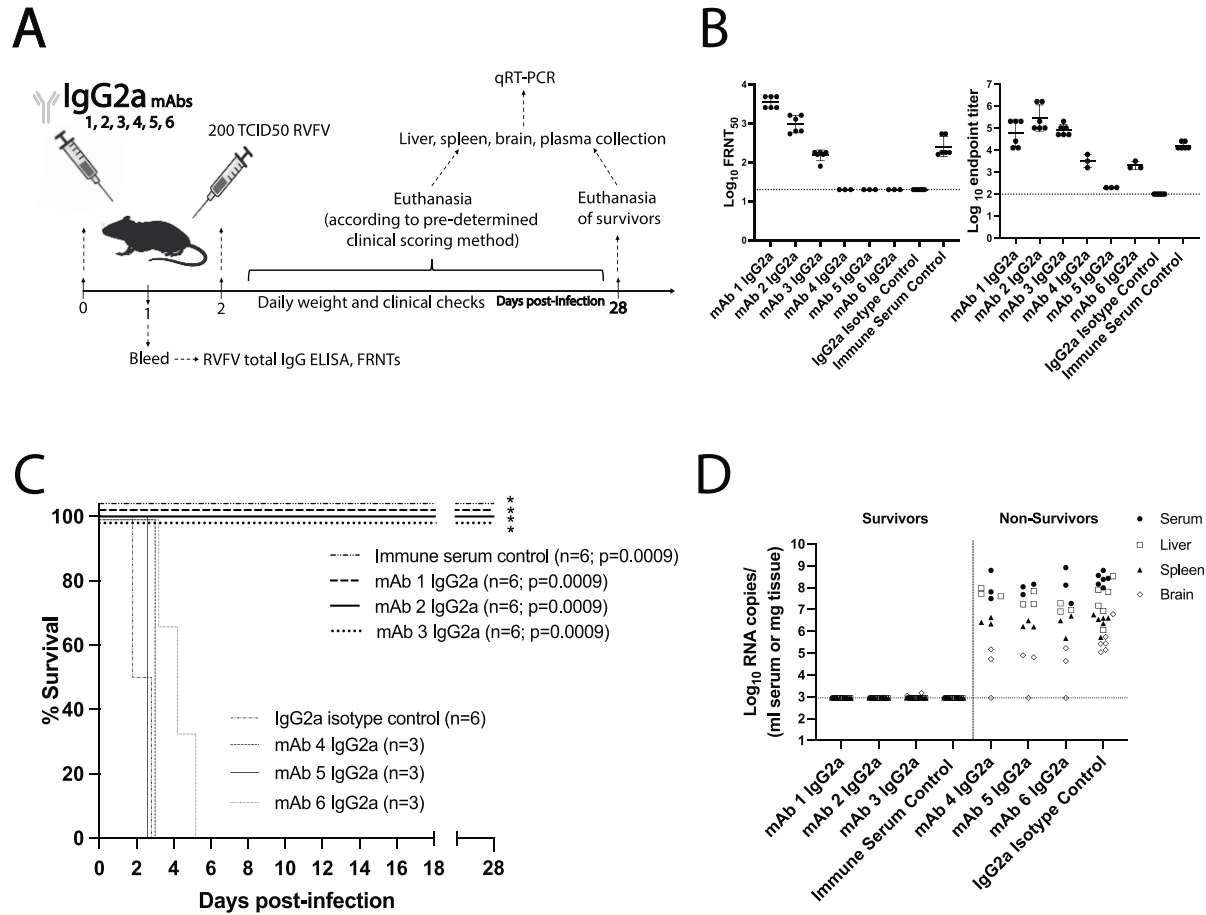 A
IgG2a mAbs
1, 2, 3, 4, 5, 6
200 TCID50 RVFV
qRT-PCR
Liver, spleen, brain, plasma collection
Euthanasia
(according to pre-determined
clinical scoring method)
Euthanasia
of survivors
Daily weight and clinical checks
Days post-infection
0
1
2
28
Bleed
RVFV total IgG ELISA, FRNTs
B
Log10 FRNT50
4
3
2
1
0
mAb 1 IgG2a
mAb 2 IgG2a
mAb 3 IgG2a
mAb 4 IgG2a
mAb 5 IgG2a
mAb 6 IgG2a
IgG2a Isotype Control
Immune Serum Control
Log 10 endpoint titer
7
6
5
4
3
2
1
0
mAb 1 IgG2a
mAb 2 IgG2a
mAb 3 IgG2a
mAb 4 IgG2a
mAb 5 IgG2a
mAb 6 IgG2a
IgG2a Isotype Control
Immune Serum Control
C
% Survival
100
80
60
40
20
0
*
*
*
*
Immune serum control (n=6; p=0.0009)
mAb 1 IgG2a (n=6; p=0.0009)
mAb 2 IgG2a (n=6; p=0.0009)
mAb 3 IgG2a (n=6; p=0.0009)
IgG2a isotype control (n=6)
mAb 4 IgG2a (n=3)
mAb 5 IgG2a (n=3)
mAb 6 IgG2a (n=3)
0 2 4 6 8 10 12 14 16 18 28
Days post-infection
D
Survivors
Non-Survivors
Serum
Liver
Spleen
Brain
Log10 RNA copies/
(ml serum or mg tissue)
10
9
8
7
6
5
4
3
2
1
mAb 1 IgG2a
mAb 2 IgG2a
mAb 3 IgG2a
Immune Serum Control
mAb 4 IgG2a
mAb 5 IgG2a
mAb 6 IgG2a
IgG2a Isotype Control